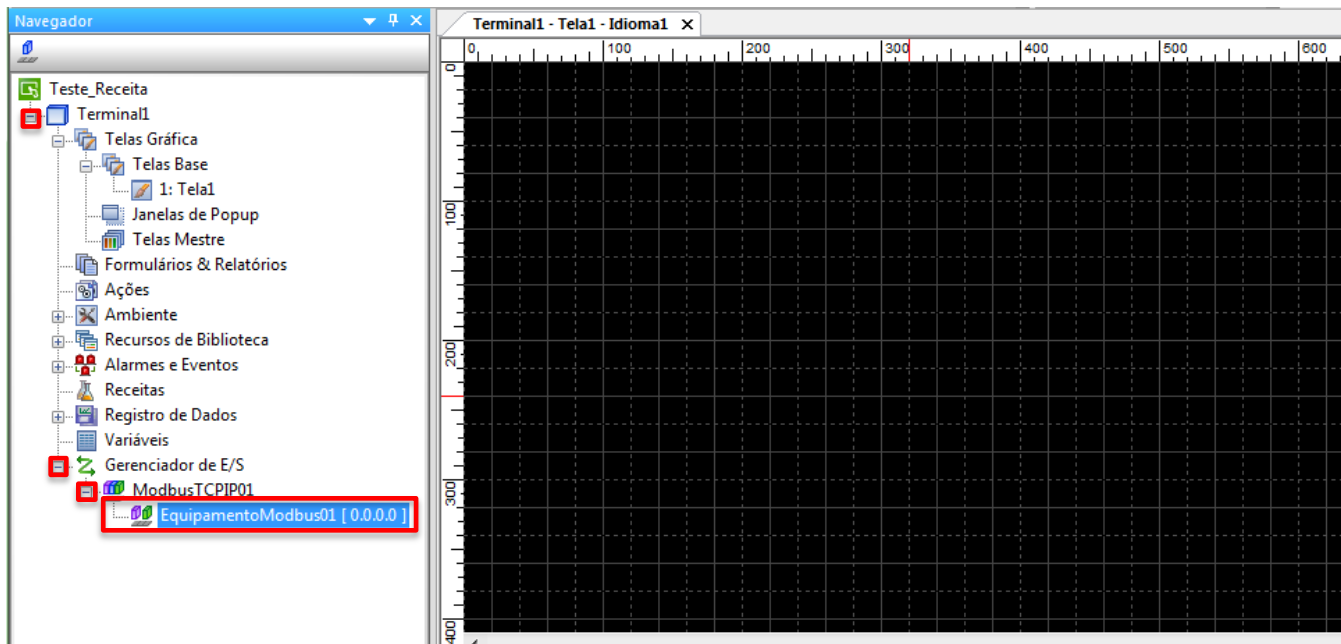 Navegador
Terminal1 - Tela1 - Idioma1
0 100 200 300 400 500 600
Teste_Receita
Terminal1
Telas Gráfica
Telas Base
1: Tela1
Janelas de Popup
Telas Mestre
Formulários & Relatórios
Ações
Ambiente
Recursos de Biblioteca
Alarmes e Eventos
Receitas
Registro de Dados
Variáveis
Gerenciador de E/S
ModbusTCPIP01
EquipamentoModbus01 [ 0.0.0.0 ]
0
100
200
300
400